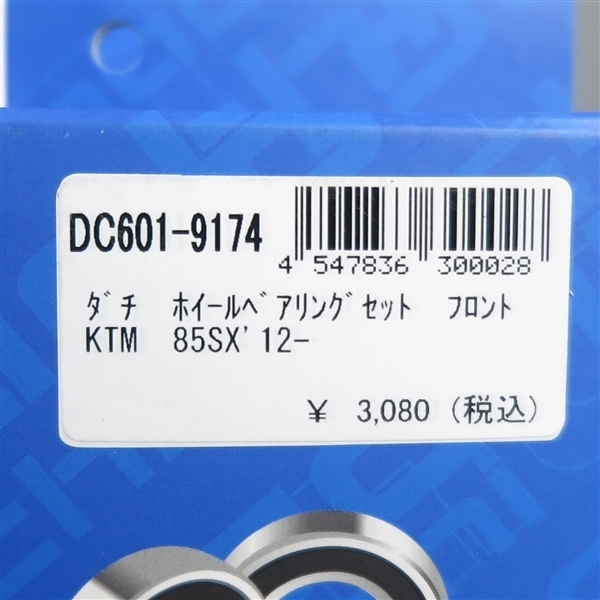 DC601-9174
4 547836 300028
ﾀﾞﾁ ﾎｲｰﾙﾍﾞｱﾘﾝｸﾞｾｯﾄ ﾌﾛﾝﾄ
KTM 85SX'12-
¥ 3,080 (税込)